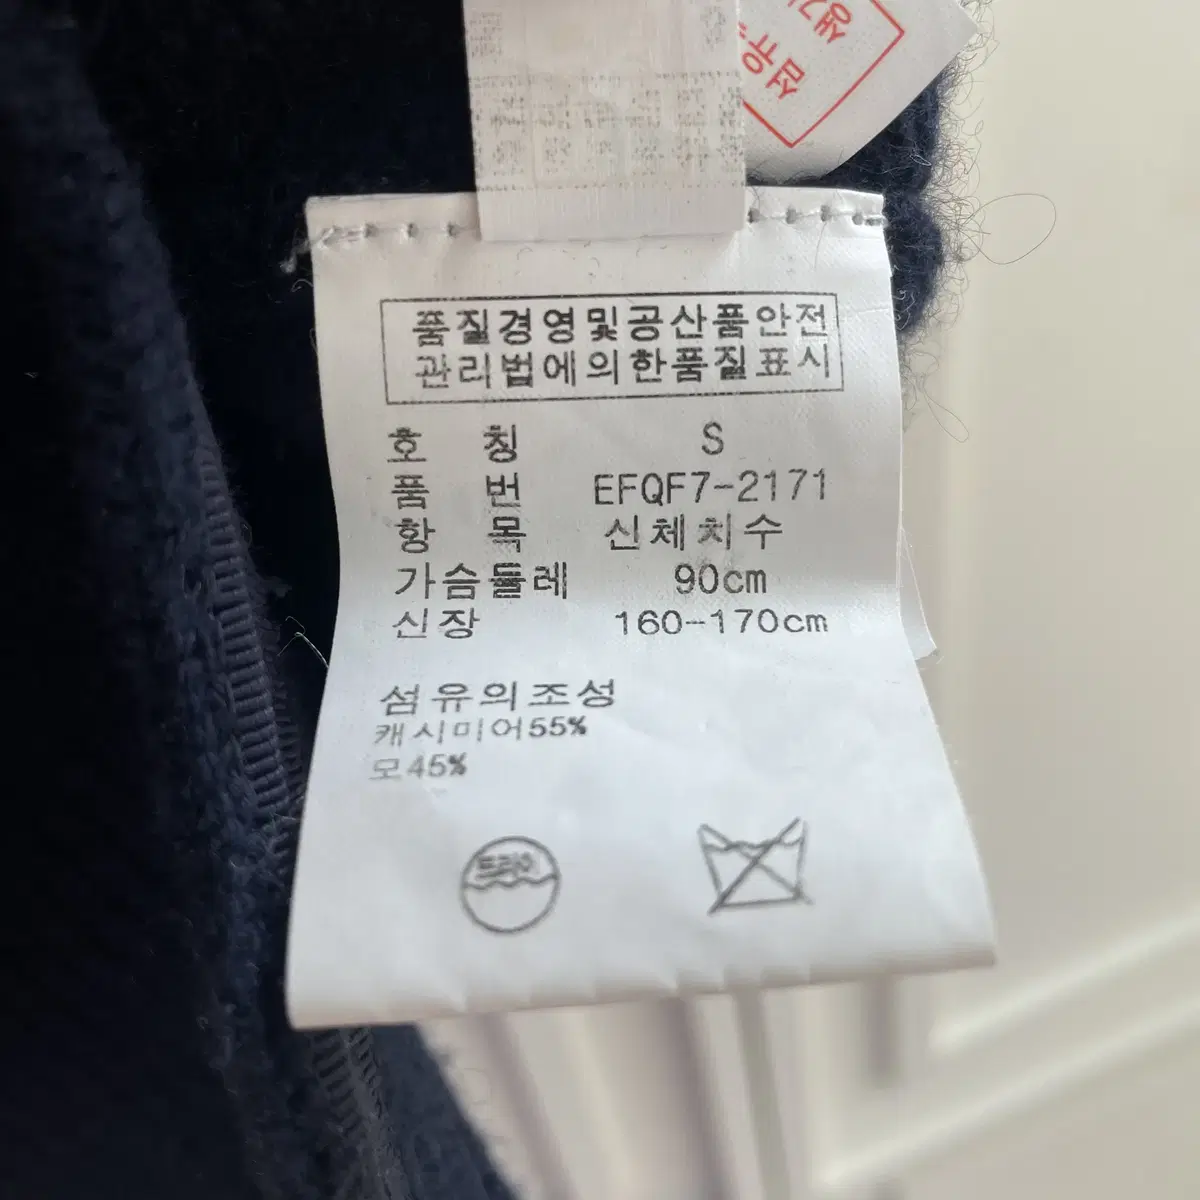 섬유
생
품질경영및공산품안전
관리법에의한품질표시
호 칭 S
품 번 EFQF7-2171
항 목 신체치수
가슴둘레 90cm
신장 160-170cm
섬유의조성
캐시미어55%
모45%
드라이